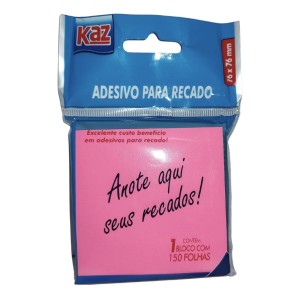 Kaz
76 x 76 mm
ADESIVO PARA RECADO
Excelente custo benefício
em adesivos para recado!
Anote aqui
seus recados!
CONTÉM:
1 BLOCO COM
150 FOLHAS